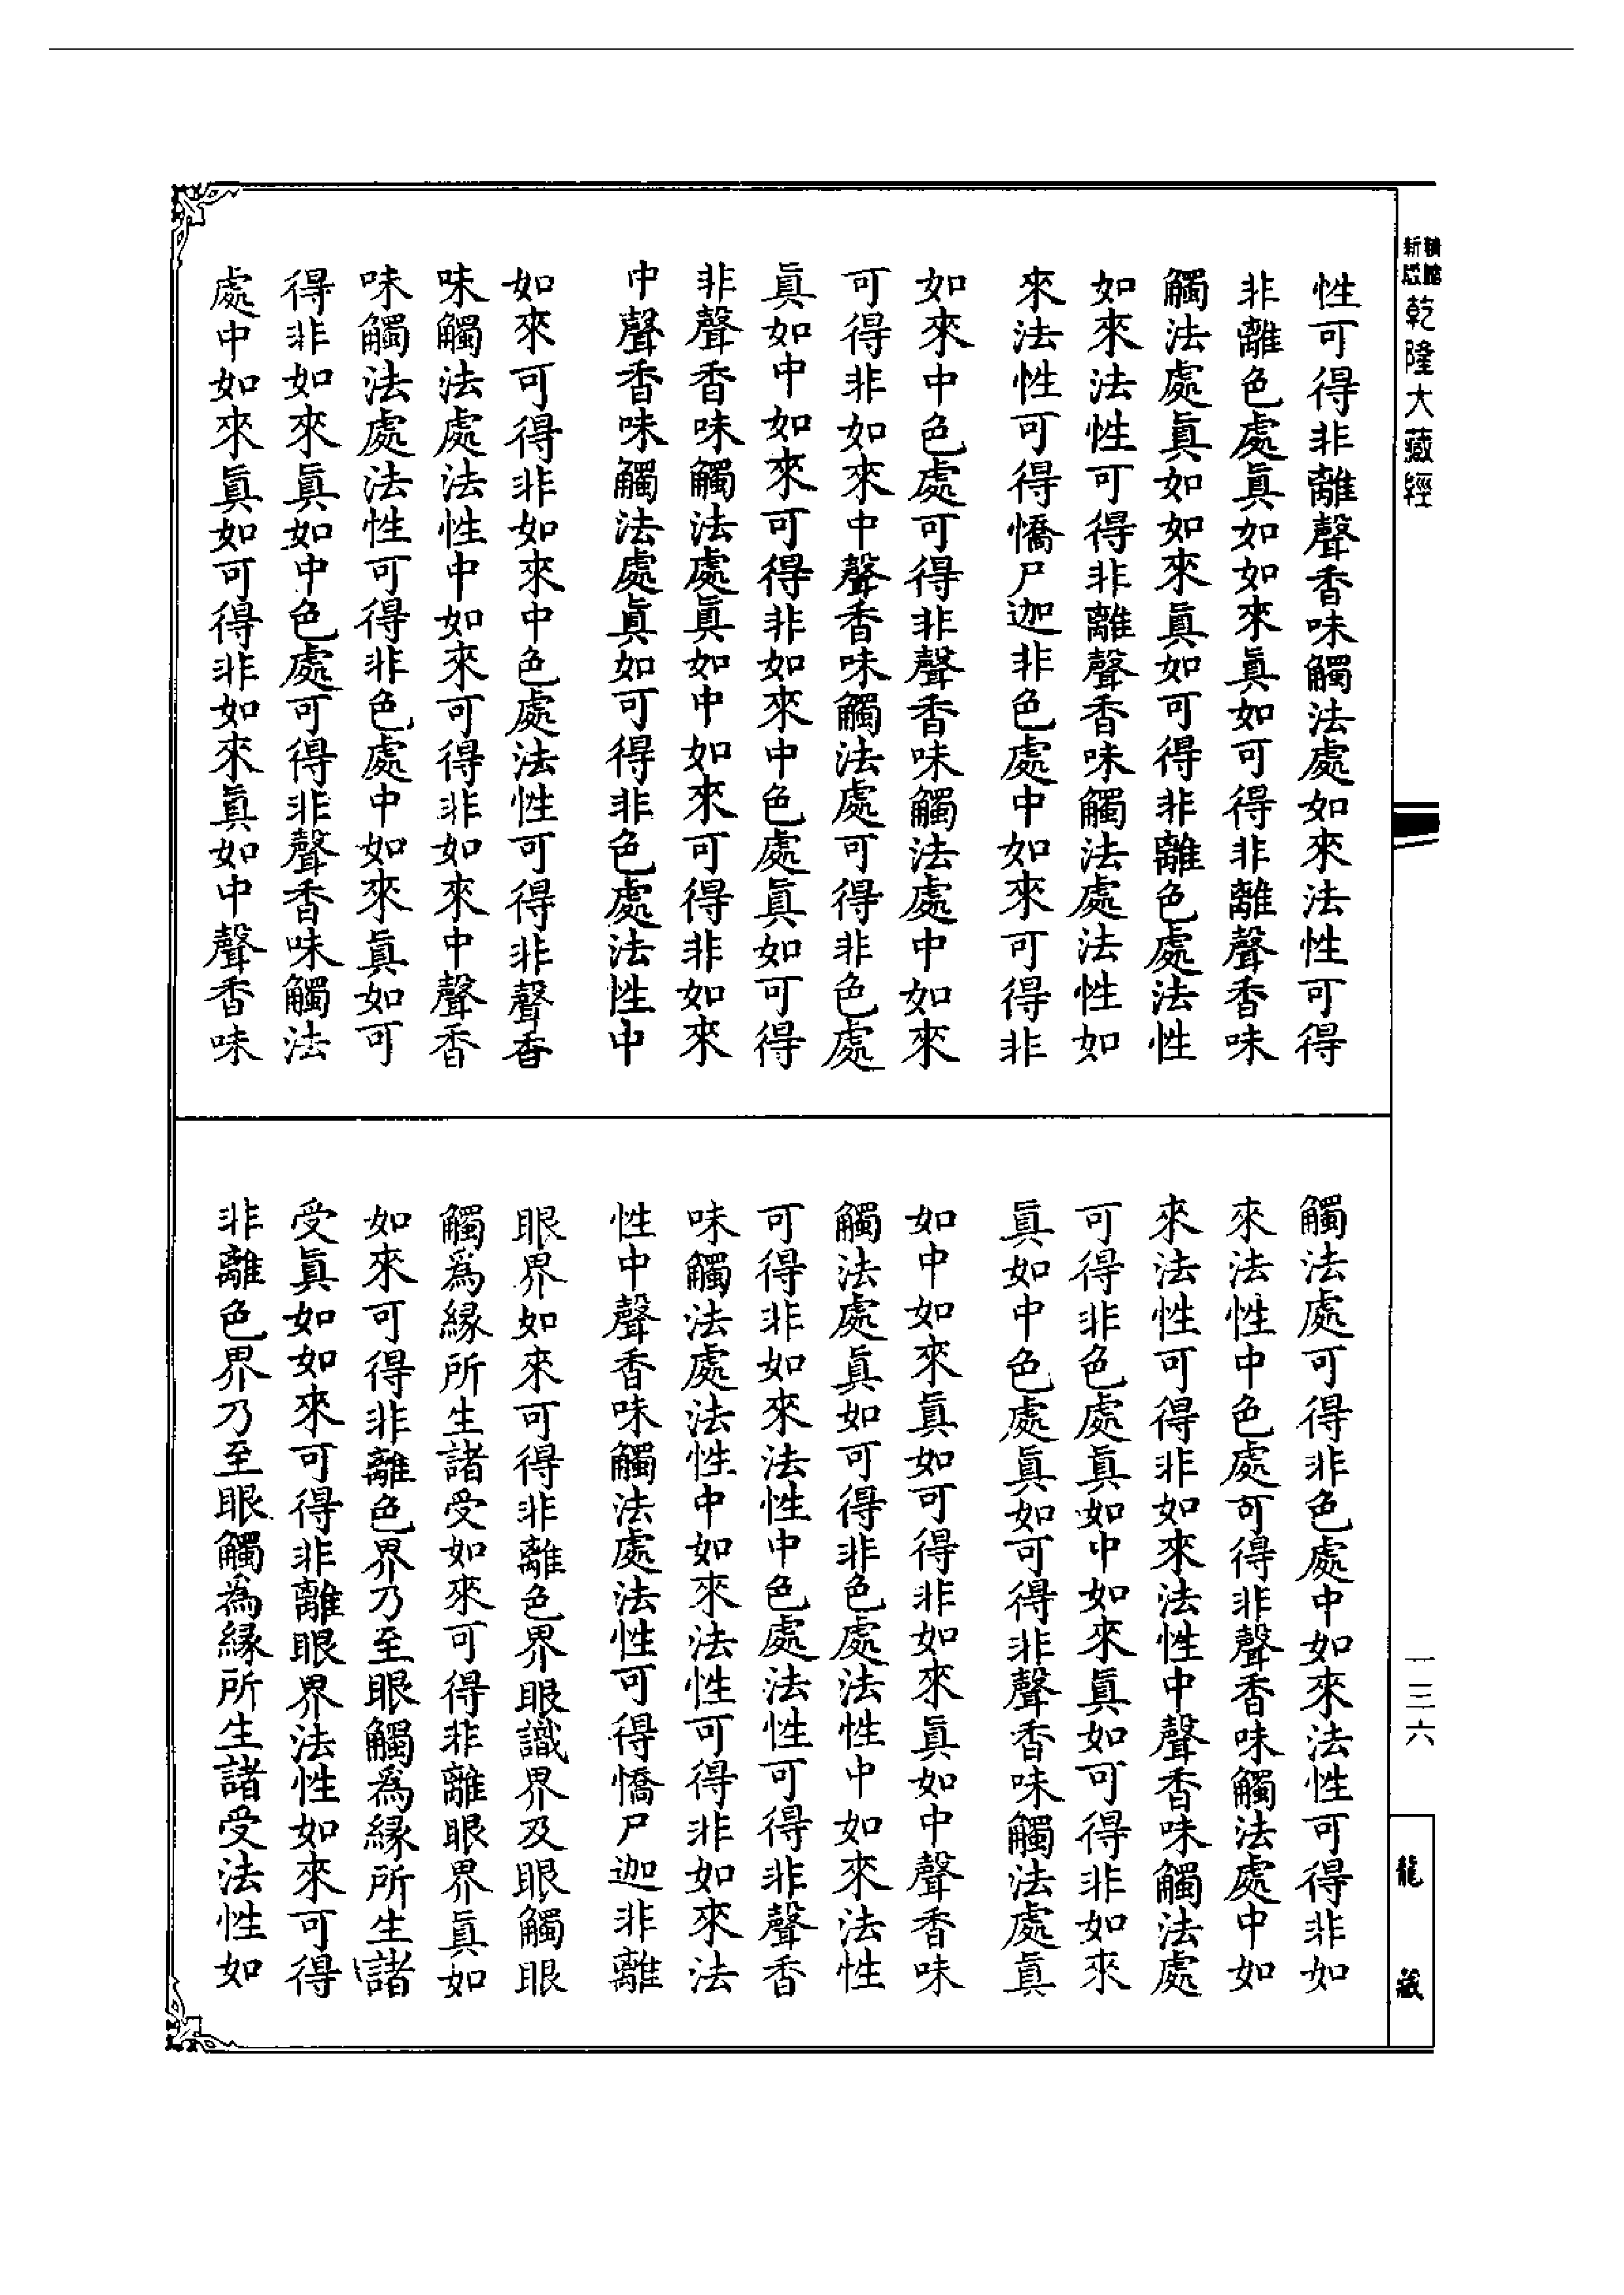 乾隆大藏經
性可得非離聲香味觸法處如來法性可得
非離色處眞如如來眞如可得非離聲香味
觸法處眞如如來眞如可得非離色處法性
如來法性可得非離聲香味觸法處法性如
來法性可得憍尸迦非色處中如來可得非
如來中色處可得非聲香味觸法處中如來
可得非如來中聲香味觸法處可得非色處
眞如中如來可得非如來中色處眞如可得
非聲香味觸法處眞如中如來可得非如來
中聲香味觸法處眞如可得非色處法性中
如來可得非如來中色處法性可得非聲香
味觸法處法性中如來可得非如來中聲香
味觸法處法性可得非色處中如來眞如可
得非如來眞如中色處可得非聲香味觸法
處中如來眞如可得非如來眞如中聲香味
觸法處可得非色處中如來法性可得非如
來法性中色處可得非聲香味觸法處中如
來法性可得非如來法性中聲香味觸法處
可得非色處眞如中如來眞如可得非如來
眞如中色處眞如可得非聲香味觸法處眞
如中如來眞如可得非如來眞如中聲香味
觸法處眞如可得非色處法性中如來法性
可得非如來法性中色處法性可得非聲香
味觸法處法性中如來法性可得非如來法
性中聲香味觸法處法性可得憍尸迦非離
眼界如來可得非離色界眼識界及眼觸眼
觸爲緣所生諸受如來可得非離眼界眞如
如來可得非離色界乃至眼觸爲緣所生諸
受眞如如來可得非離眼界法性如來可得
非離色界乃至眼觸為緣所生諸受法性如
一三六
龍藏